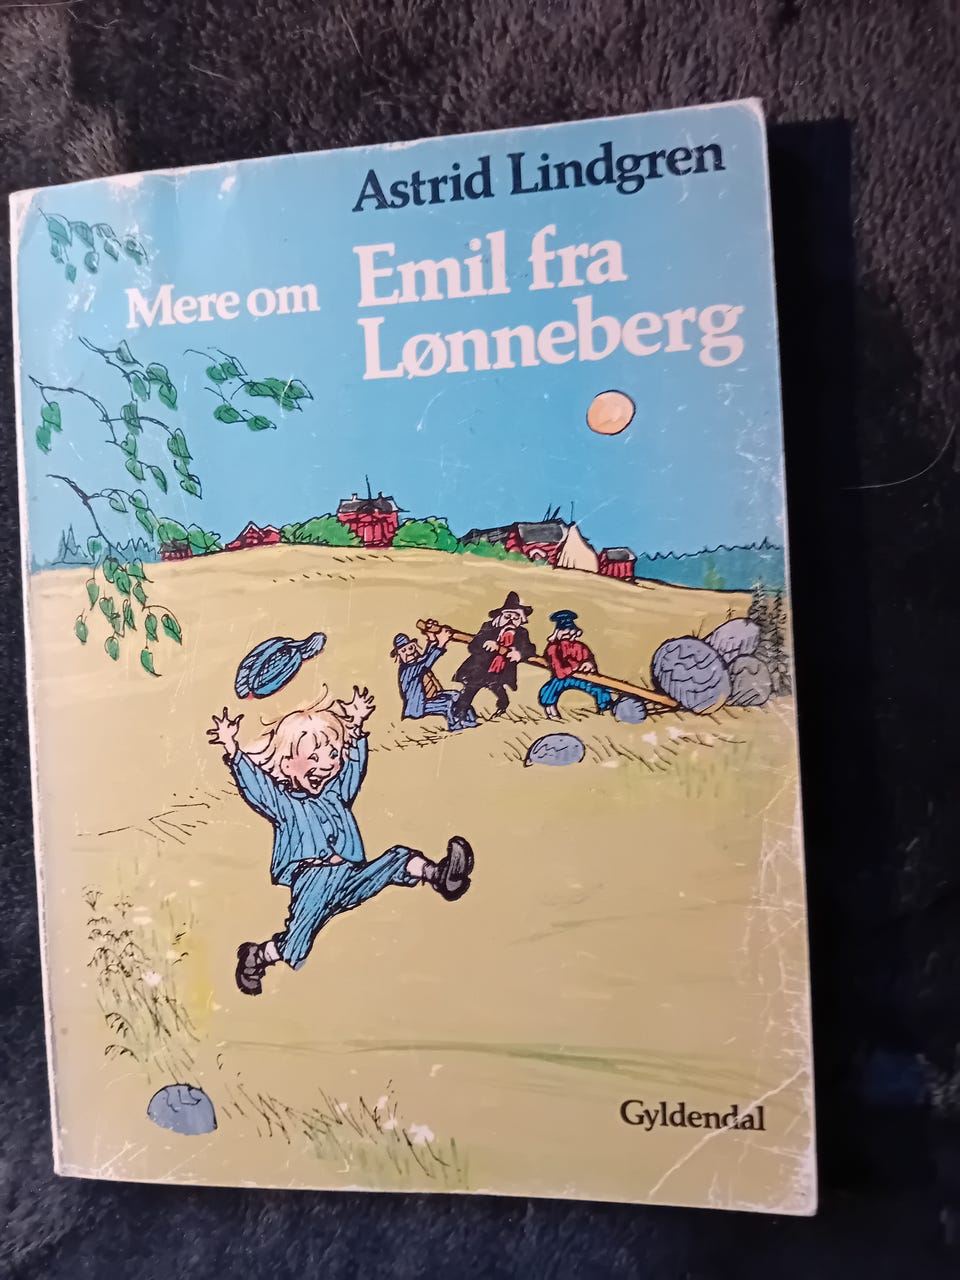 Astrid Lindgren
Mere om Emil fra
Lønneberg
Gyldendal